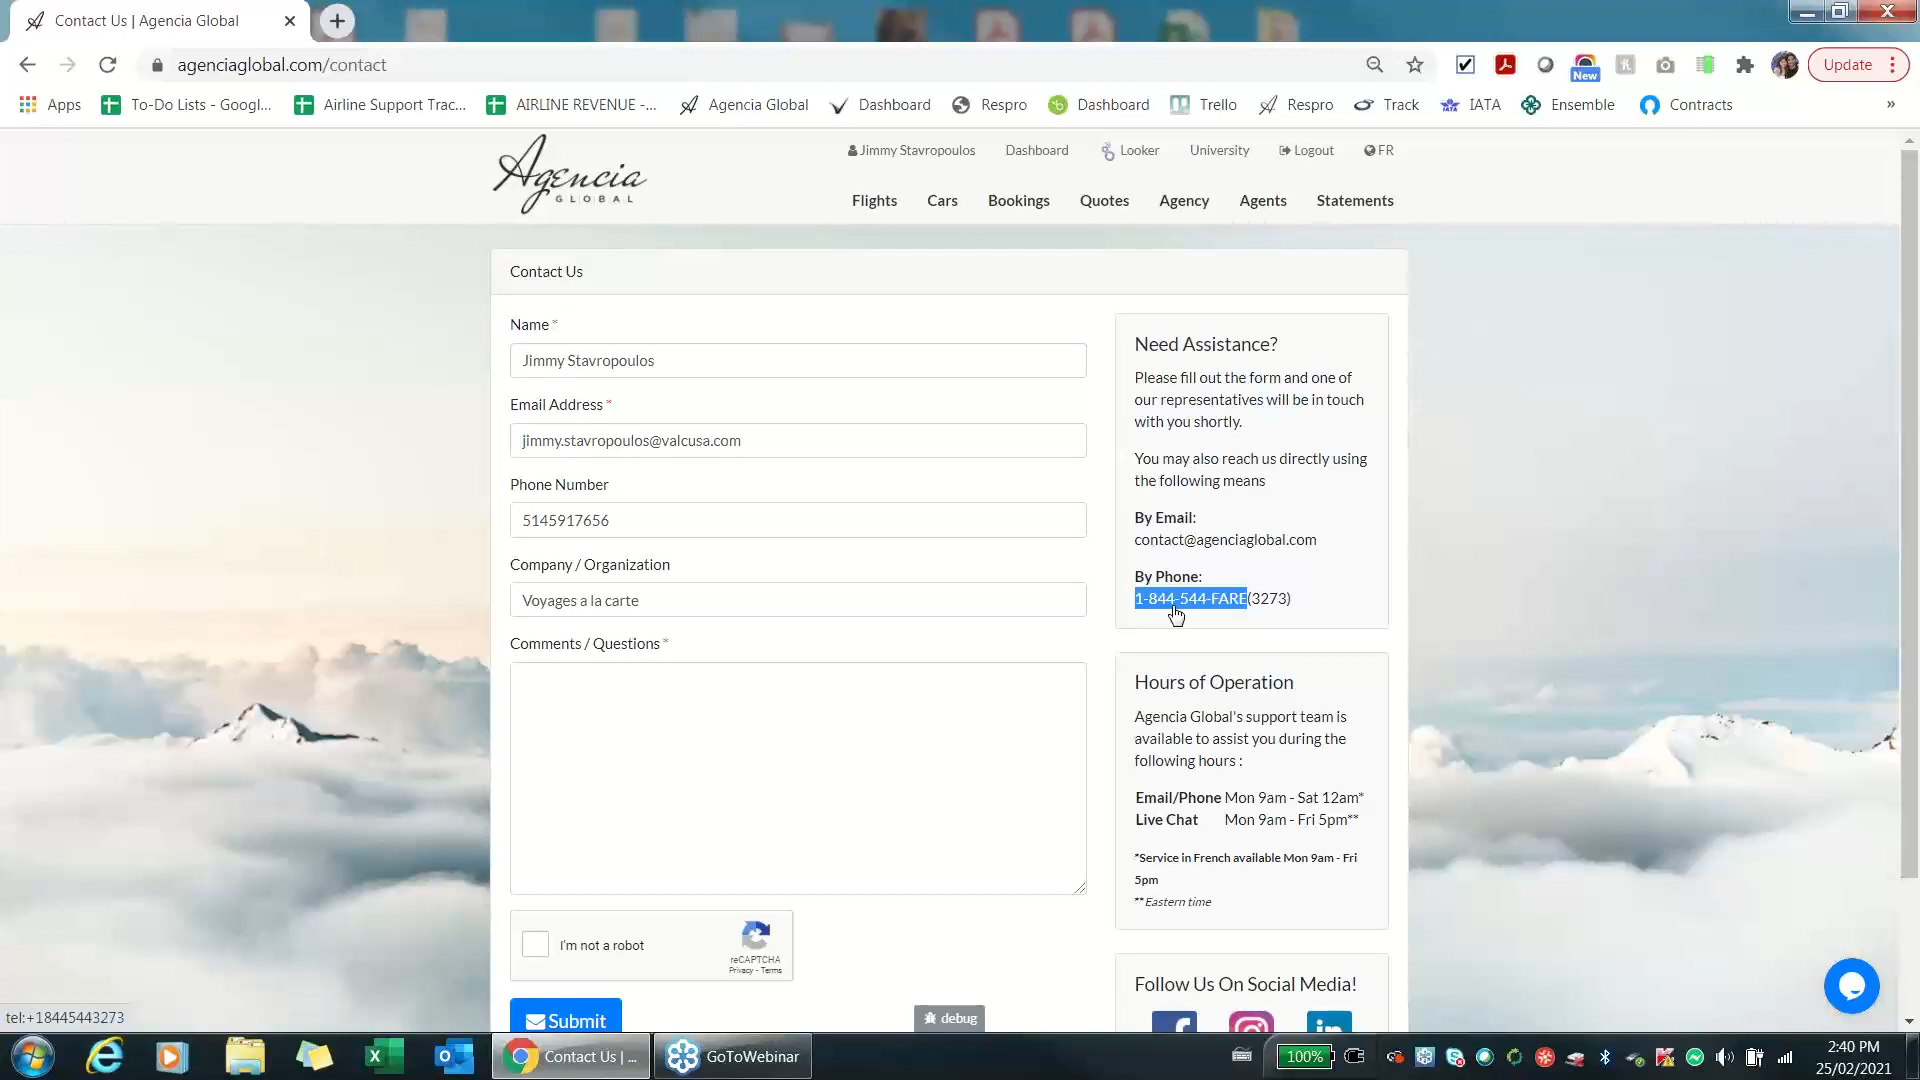 Contact Us | Agencia Global
agenciaglobal.com/contact
New
Update
Apps
To-Do Lists - Googl...
Airline Support Trac...
AIRLINE REVENUE -...
Agencia Global
Dashboard
Respro
Dashboard
Trello
Respro
Track
IATA
Ensemble
Contracts
»
Agencia
GLOBAL
Jimmy Stavropoulos
Dashboard
Looker
University
Logout
FR
Flights
Cars
Bookings
Quotes
Agency
Agents
Statements
Contact Us
Name *
Jimmy Stavropoulos
Email Address *
jimmy.stavropoulos@valcusa.com
Phone Number
5145917656
Company / Organization
Voyages a la carte
Comments / Questions *
I'm not a robot
reCAPTCHA
Privacy - Terms
Submit
debug
Need Assistance?
Please fill out the form and one of
our representatives will be in touch
with you shortly.
You may also reach us directly using
the following means
By Email:
contact@agenciaglobal.com
By Phone:
1-844-544-FARE(3273)
Hours of Operation
Agencia Global's support team is
available to assist you during the
following hours :
Email/Phone Mon 9am - Sat 12am*
Live Chat Mon 9am - Fri 5pm**
*Service in French available Mon 9am - Fri
5pm
**Eastern time
Follow Us On Social Media!
tel:+18445443273
Contact Us | ...
GoToWebinar
100%
2:40 PM
25/02/2021